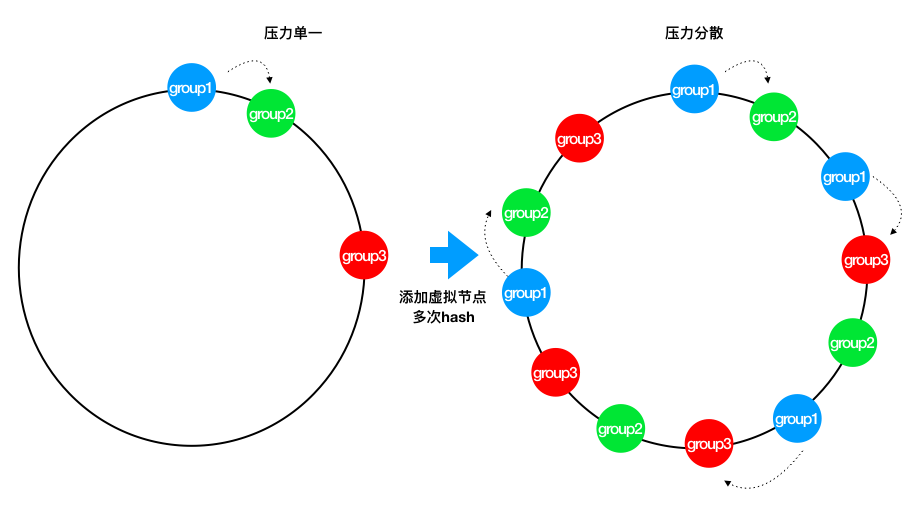 压力单一
group1
group2
group3
添加虚拟节点
多次hash
压力分散
group1
group2
group1
group3
group2
group1
group3
group2
group3
group1
group2
group3